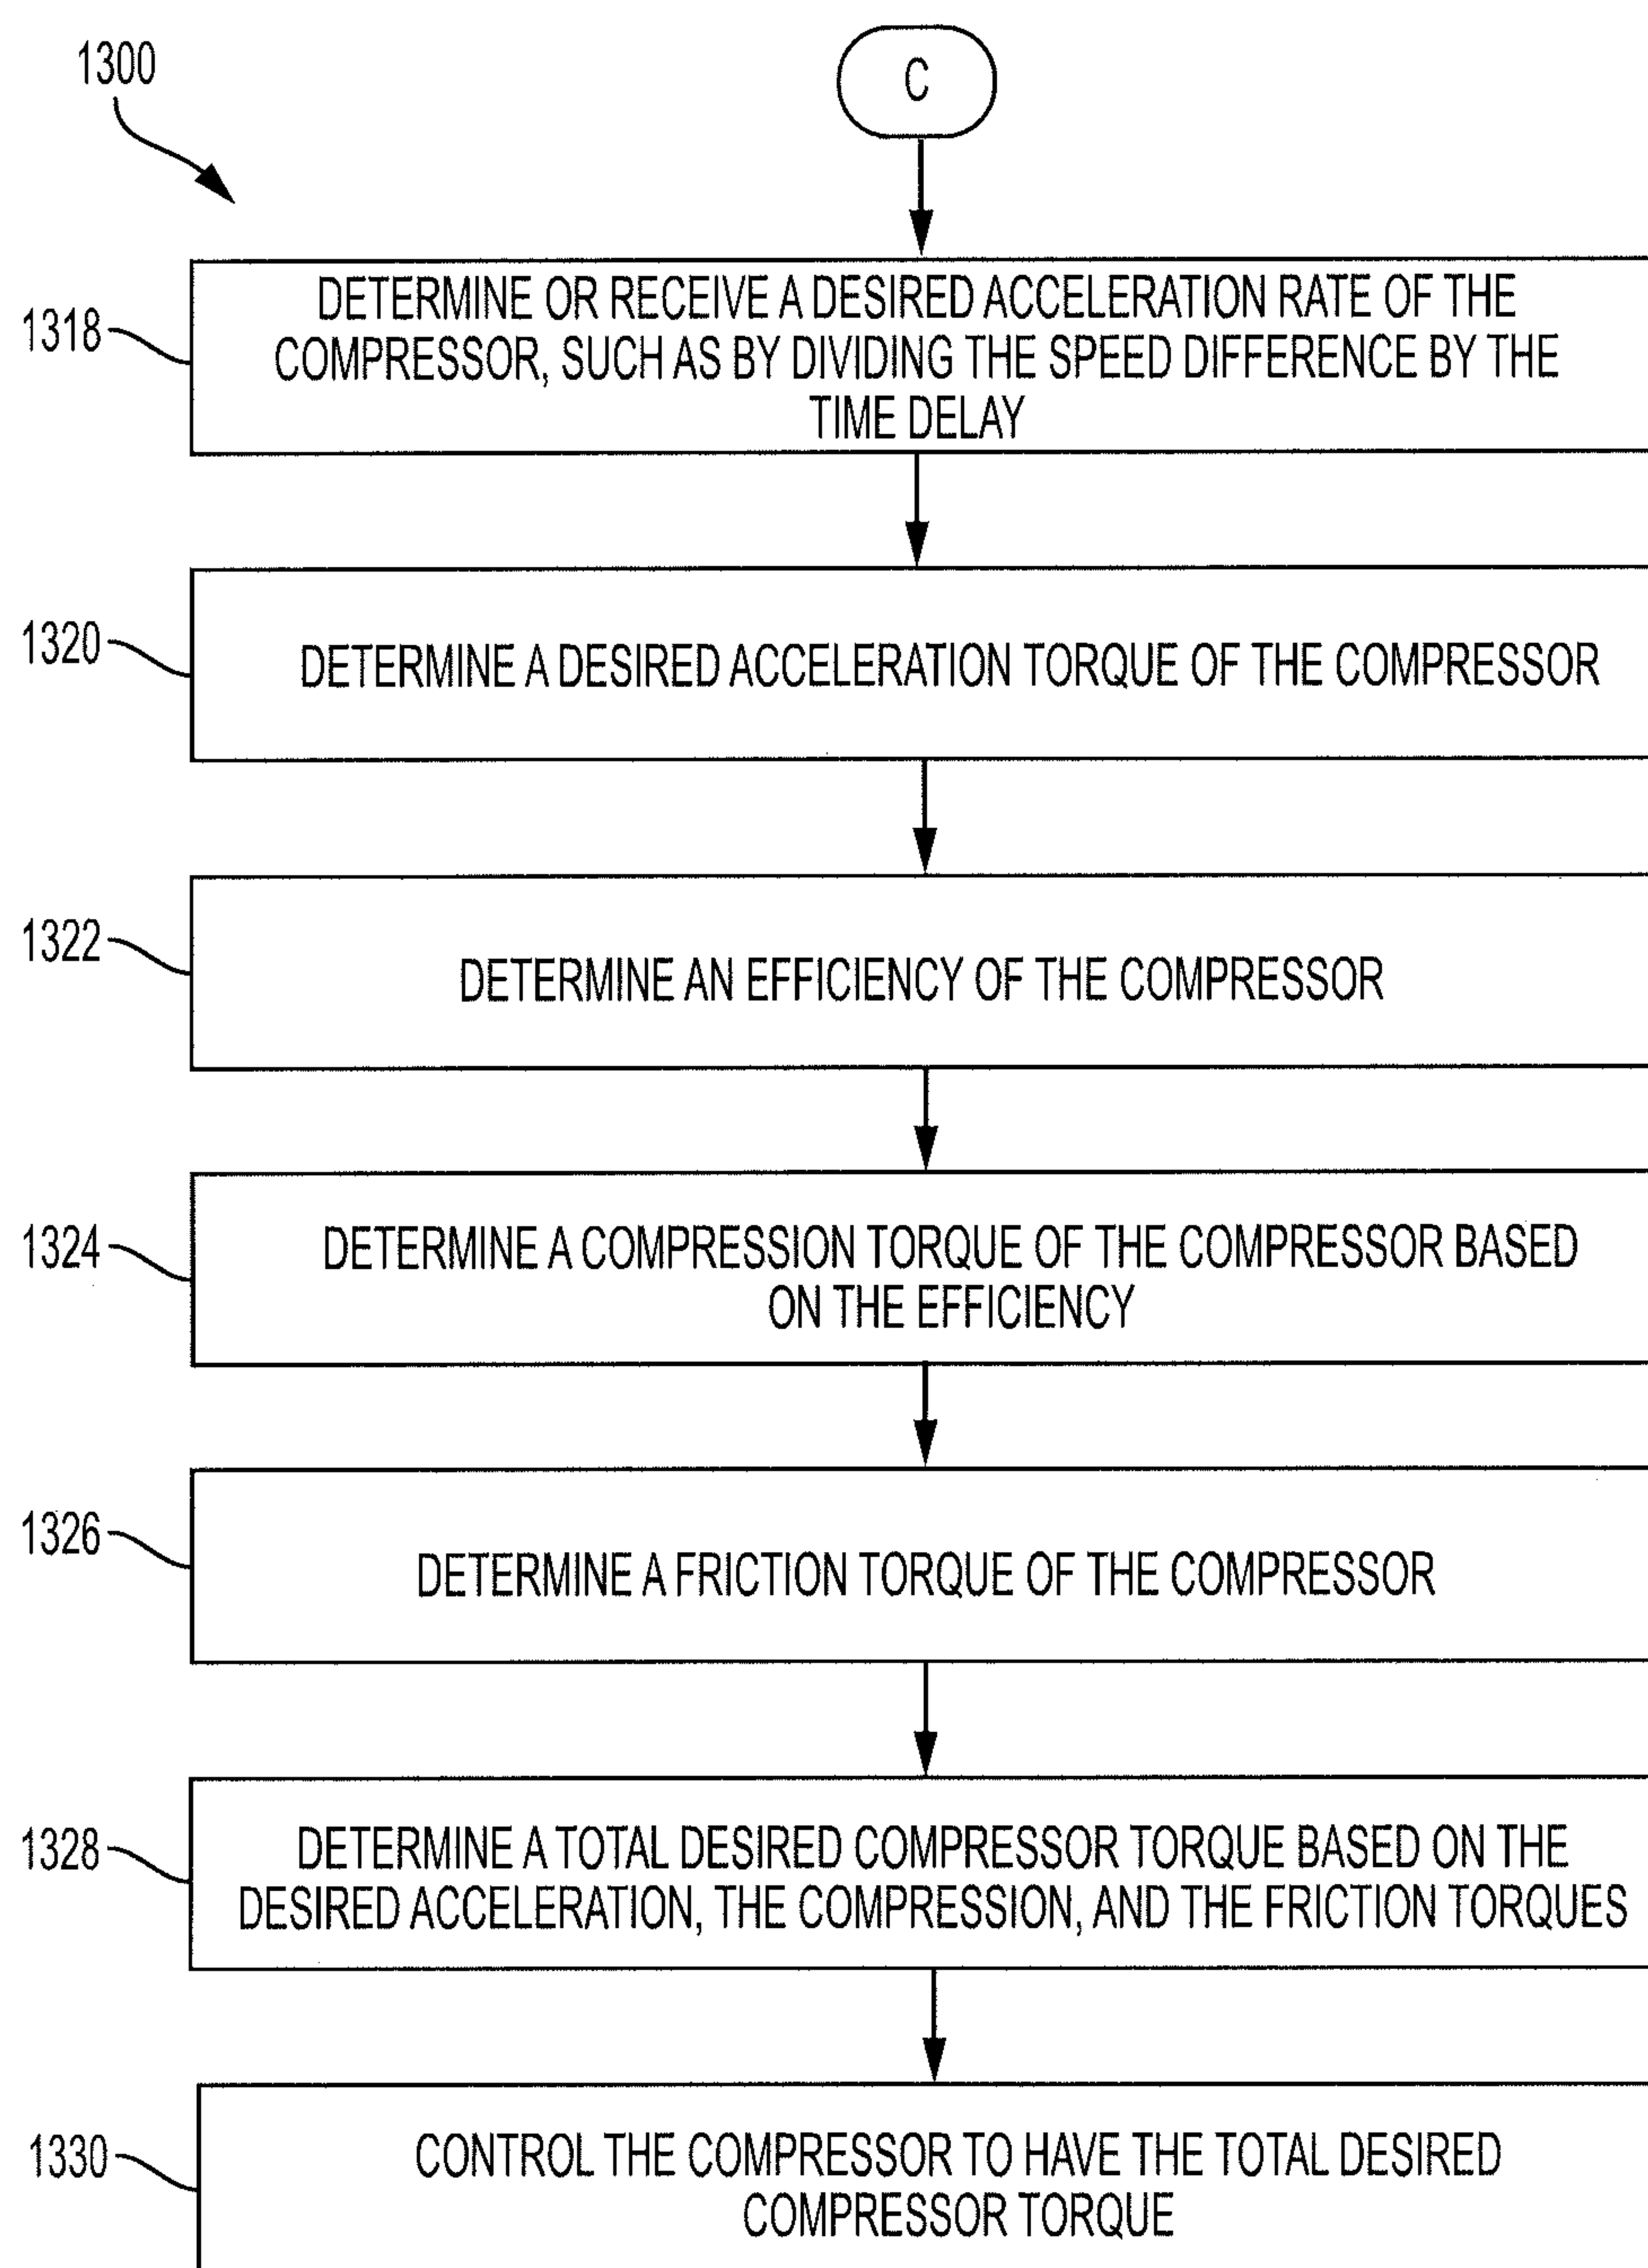 1300
C
1318
DETERMINE OR RECEIVE A DESIRED ACCELERATION RATE OF THE
COMPRESSOR, SUCH AS BY DIVIDING THE SPEED DIFFERENCE BY THE
TIME DELAY
1320
DETERMINE A DESIRED ACCELERATION TORQUE OF THE COMPRESSOR
1322
DETERMINE AN EFFICIENCY OF THE COMPRESSOR
1324
DETERMINE A COMPRESSION TORQUE OF THE COMPRESSOR BASED
ON THE EFFICIENCY
1326
DETERMINE A FRICTION TORQUE OF THE COMPRESSOR
1328
DETERMINE A TOTAL DESIRED COMPRESSOR TORQUE BASED ON THE
DESIRED ACCELERATION, THE COMPRESSION, AND THE FRICTION TORQUES
1330
CONTROL THE COMPRESSOR TO HAVE THE TOTAL DESIRED
COMPRESSOR TORQUE